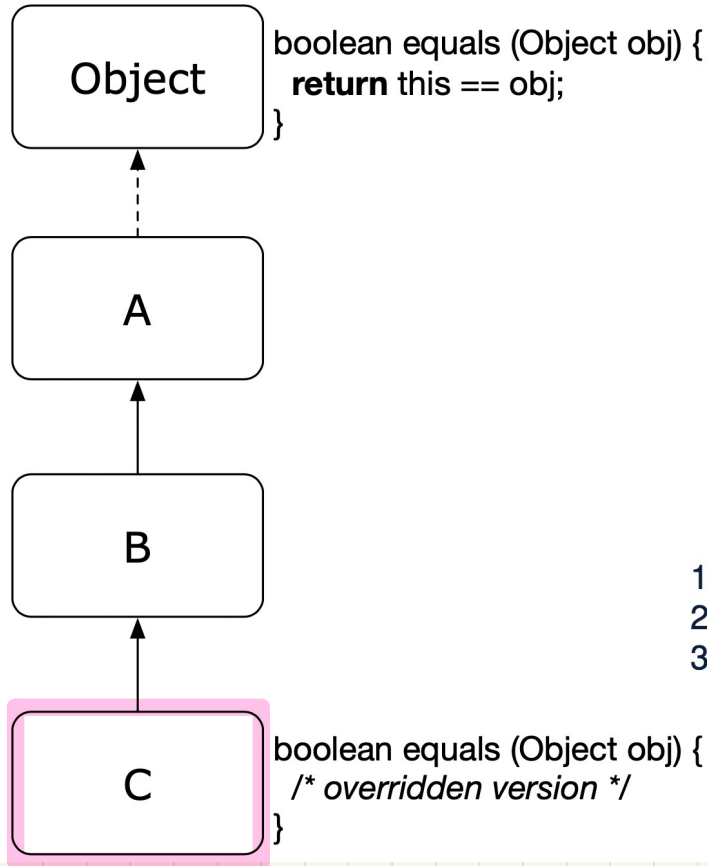 Object
boolean equals (Object obj) {
return this == obj;
}
A
B
1
2
3
C
boolean equals (Object obj) {
/* overridden version */
}